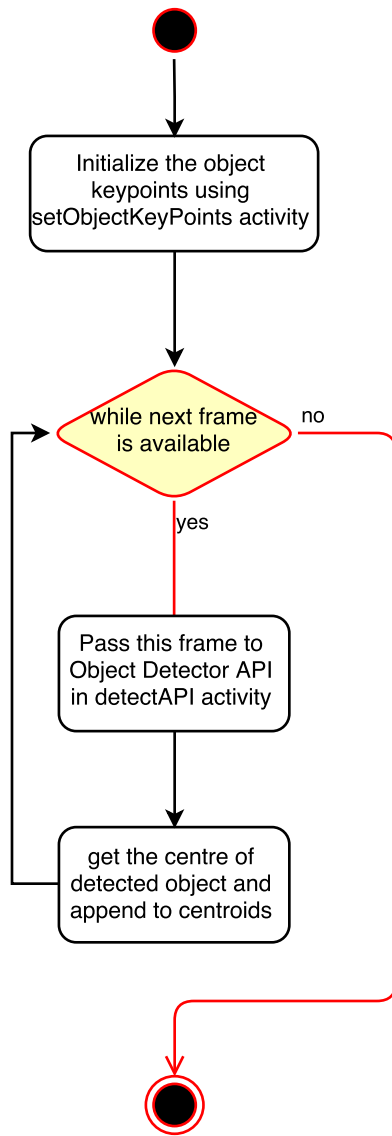 Initialize the object
keypoints using
setObjectKeyPoints activity
while next frame
is available
no
yes
Pass this frame to
Object Detector API
in detectAPI activity
get the centre of
detected object and
append to centroids